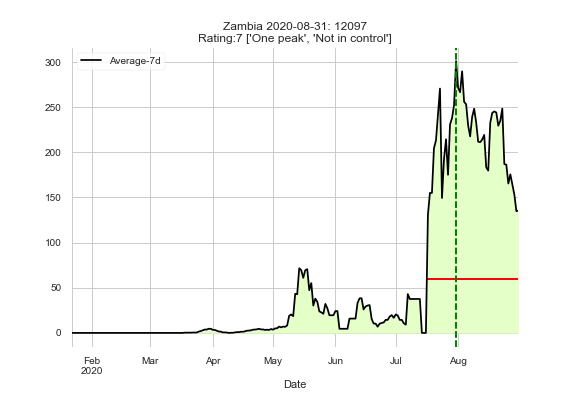 Zambia 2020-08-31: 12097
Rating:7 ['One peak', 'Not in control']
Average-7d
300
250
200
150
100
50
0
Feb Mar Apr May Jun Jul Aug
2020
Date